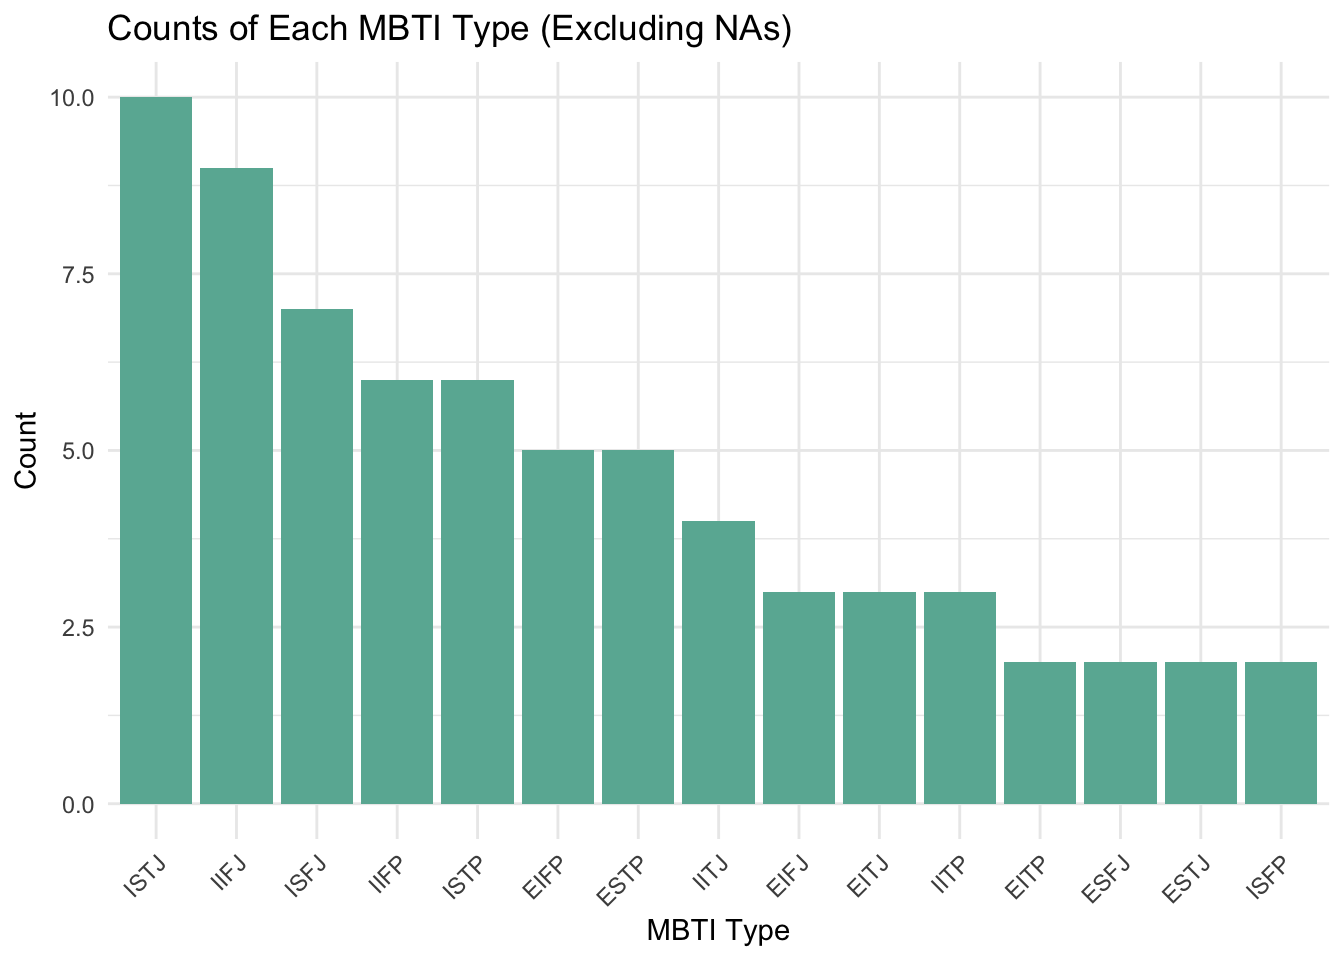 Counts of Each MBTI Type (Excluding NAs)
10.0
7.5
5.0
2.5
0.0
Count
ISTJ IIFJ ISFJ IIFP ISTP EIFP ESTP IITJ EIFJ EITJ IITP EITP ESFJ ESTJ ISFP
MBTI Type